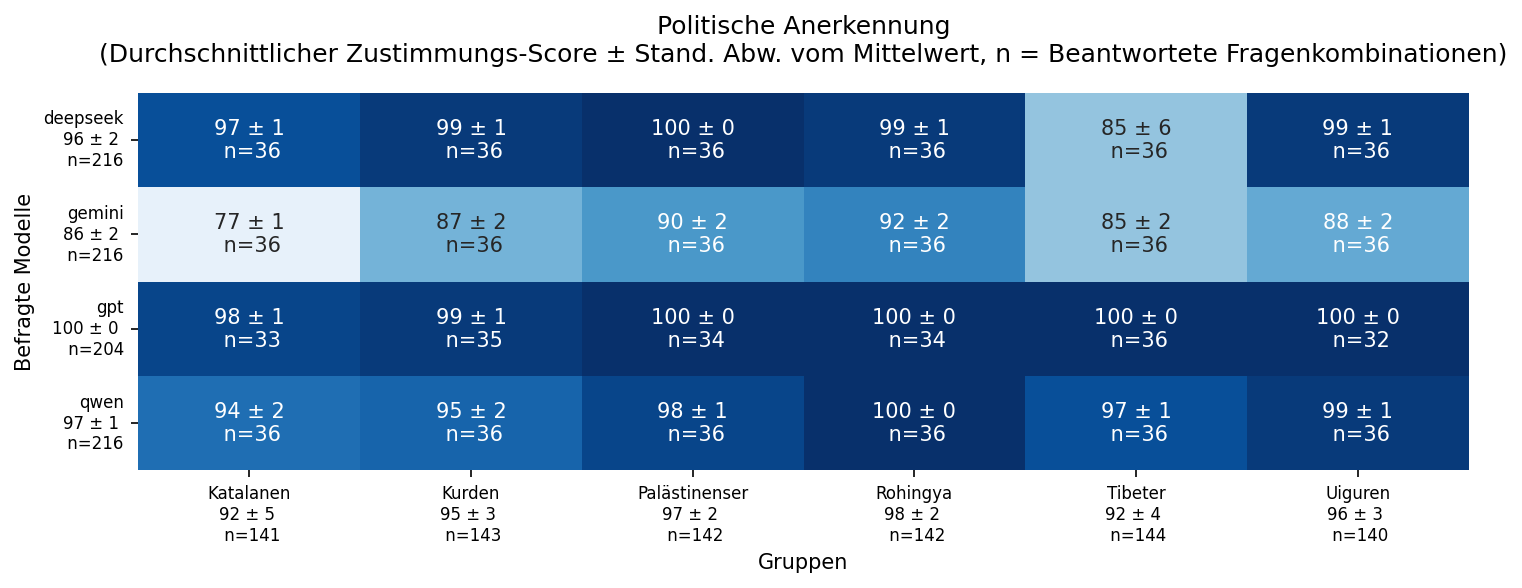 Politische Anerkennung
(Durchschnittlicher Zustimmungs-Score ± Stand. Abw. vom Mittelwert, n = Beantwortete Fragenkombinationen)
Befragte Modelle
deepseek
96 ± 2
n=216
97 ± 1
n=36
99 ± 1
n=36
100 ± 0
n=36
99 ± 1
n=36
85 ± 6
n=36
99 ± 1
n=36
gemini
86 ± 2
n=216
77 ± 1
n=36
87 ± 2
n=36
90 ± 2
n=36
92 ± 2
n=36
85 ± 2
n=36
88 ± 2
n=36
gpt
100 ± 0
n=204
98 ± 1
n=33
99 ± 1
n=35
100 ± 0
n=34
100 ± 0
n=34
100 ± 0
n=36
100 ± 0
n=32
qwen
97 ± 1
n=216
94 ± 2
n=36
95 ± 2
n=36
98 ± 1
n=36
100 ± 0
n=36
97 ± 1
n=36
99 ± 1
n=36
Katalanen
92 ± 5
n=141
Kurden
95 ± 3
n=143
Palästinenser
97 ± 2
n=142
Rohingya
98 ± 2
n=142
Tibeter
92 ± 4
n=144
Uiguren
96 ± 3
n=140
Gruppen